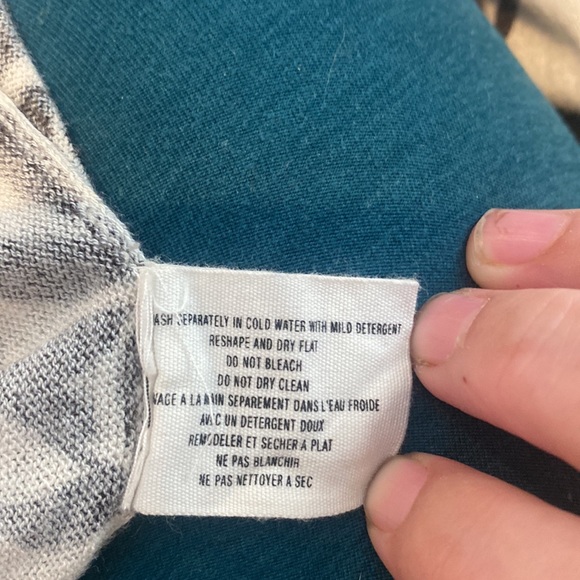 ASH SEPARATELY IN COLD WATER WITH MILD DETERGENT
RESHAPE AND DRY FLAT
DO NOT BLEACH
DO NOT DRY CLEAN
VAGE A LA MAIN SEPAREMENT DANS L'EAU FROIDE
AVEC UN DETERGENT DOUX
REMODELER ET SECHER A PLAT
NE PAS BLANCHIR
NE PAS NETTOYER A SEC